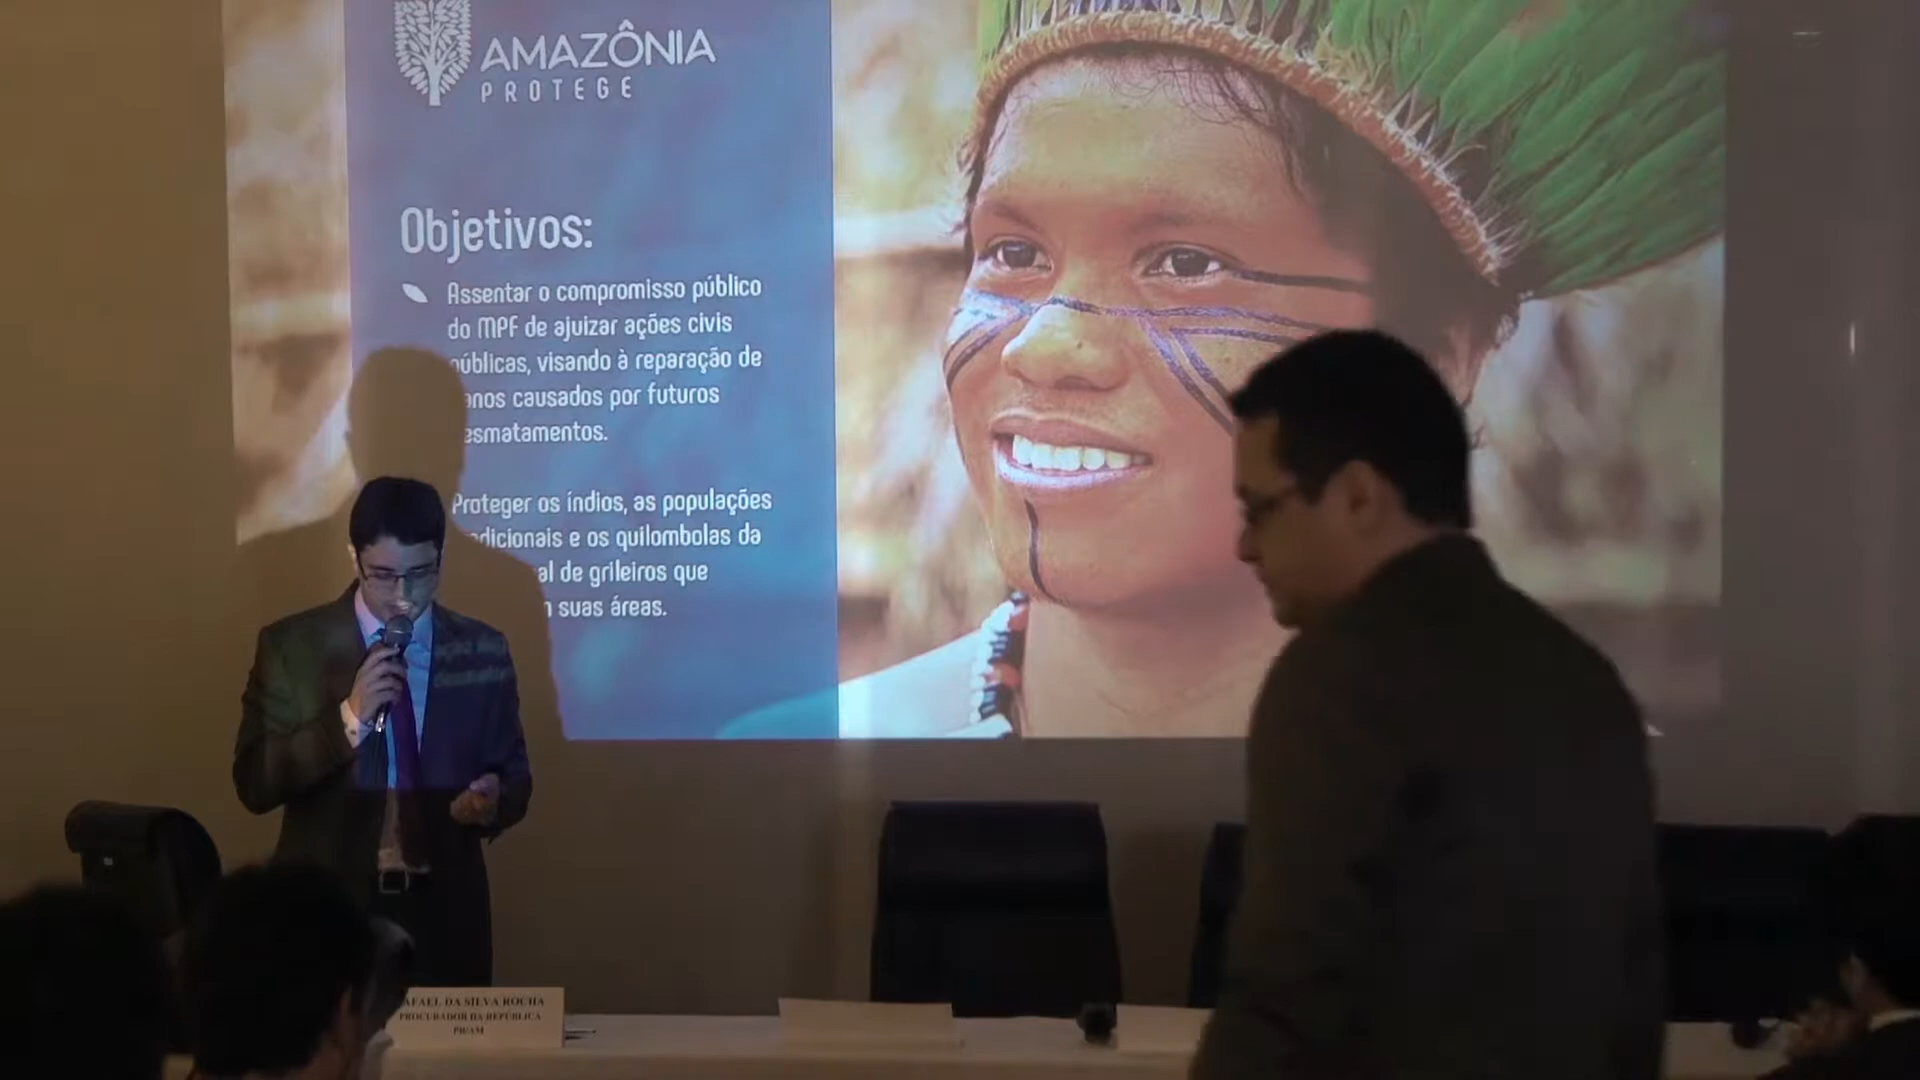 AMAZÔNIA
PROTEGE
Objetivos:
Assentar o compromisso público
do MPF de ajuizar ações civis
públicas, visando à reparação de
anos causados por futuros
esmatamentos.
Proteger os índios, as populações
dicionais e os quilombolas da
al de grileiros que
suas áreas.
AFAEL DA SILVA ROCHA
PROCURADOR DA REPÚBLICA
PR/AM